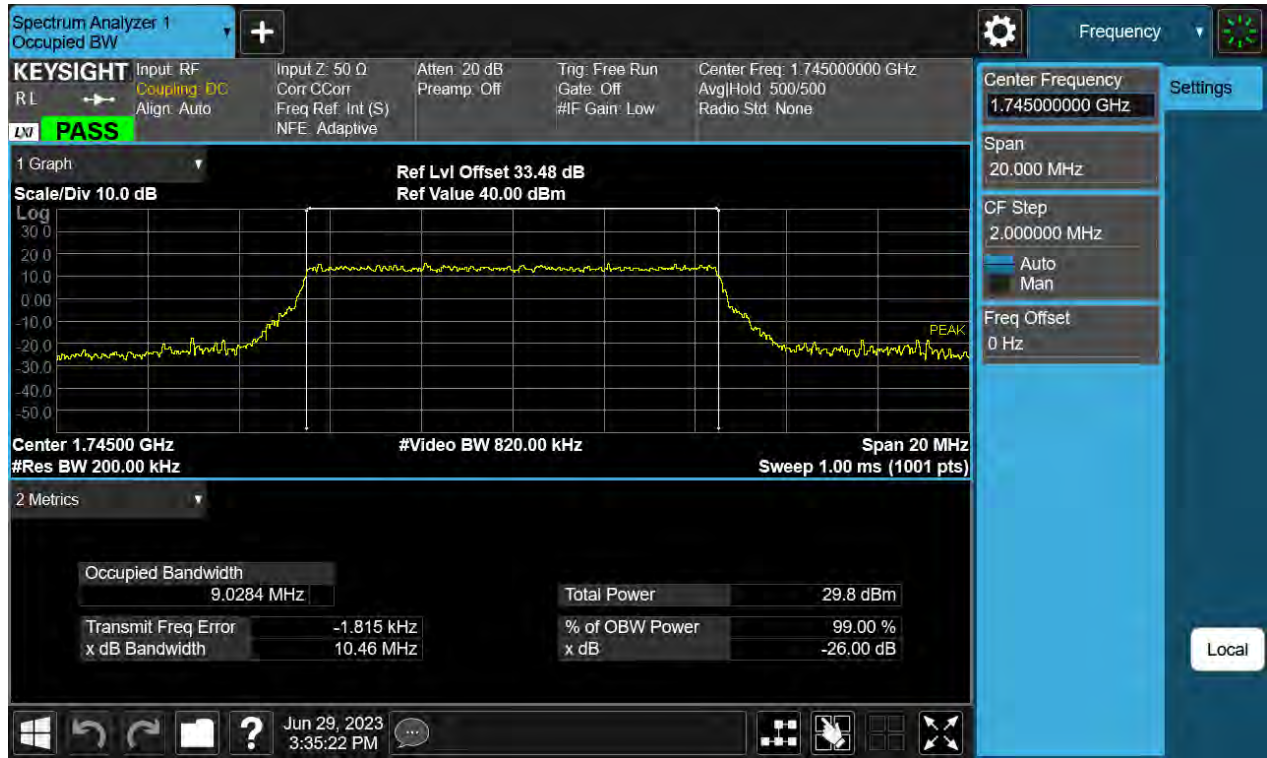 Spectrum Analyzer 1
Occupied BW
+
Frequency
KEYSIGHT
R L
LXI PASS
Input: RF
Coupling: DC
Align: Auto
Input Z: 50 Ω
Corr CCorr
Freq Ref: Int (S)
NFE: Adaptive
Atten: 20 dB
Preamp: Off
Trig: Free Run
Gate: Off
#IF Gain: Low
Center Freq: 1.745000000 GHz
Avg|Hold: 500/500
Radio Std: None
Center Frequency
1.745000000 GHz
Settings
Span
20.000 MHz
CF Step
2.000000 MHz
Auto
Man
Freq Offset
0 Hz
1 Graph
Ref Lvl Offset 33.48 dB
Scale/Div 10.0 dB
Ref Value 40.00 dBm
Log
30.0
20.0
10.0
0.00
-10.0
-20.0
-30.0
-40.0
-50.0
PEAK
Center 1.74500 GHz
#Video BW 820.00 kHz
Span 20 MHz
#Res BW 200.00 kHz
Sweep 1.00 ms (1001 pts)
2 Metrics
Occupied Bandwidth
9.0284 MHz
Total Power 29.8 dBm
Transmit Freq Error -1.815 kHz
% of OBW Power 99.00 %
x dB Bandwidth 10.46 MHz
x dB -26.00 dB
Local
?
Jun 29, 2023
3:35:22 PM